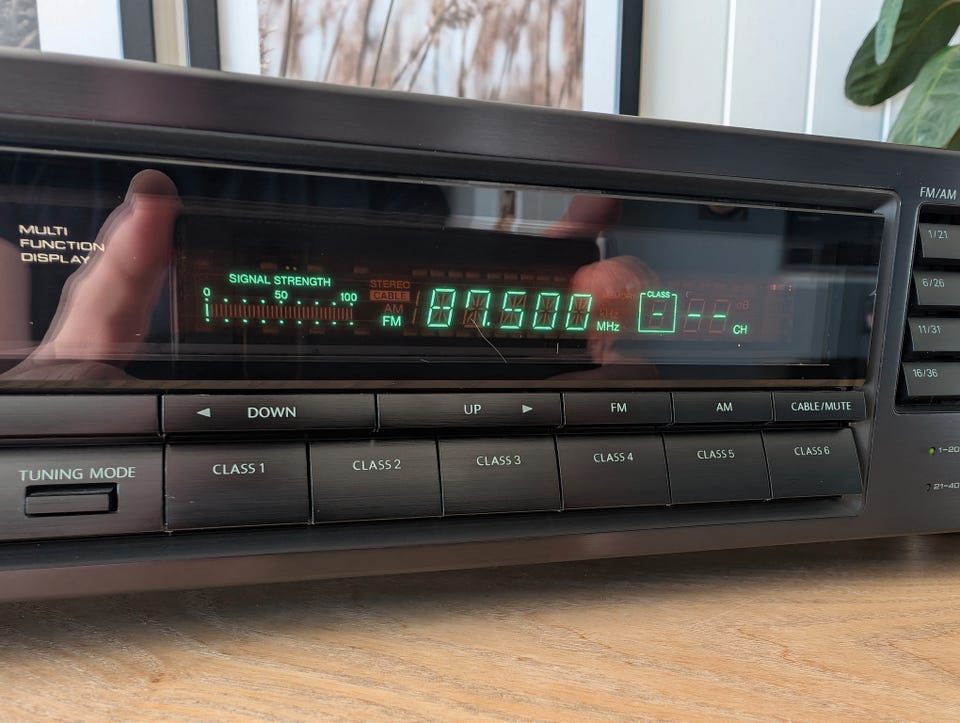 FM/AM
1/21
MULTI
FUNCTION
DISPLAY
6/26
SIGNAL STRENGTH
0 50 100
STEREO
CABLE
AM
FM
87.500
kHz
MHz
CLASS
- --
dB
CH
11/31
16/36
◄ DOWN
UP ►
FM
AM
CABLE/MUTE
TUNING MODE
CLASS 1
CLASS 2
CLASS 3
CLASS 4
CLASS 5
CLASS 6
1-20
21-40